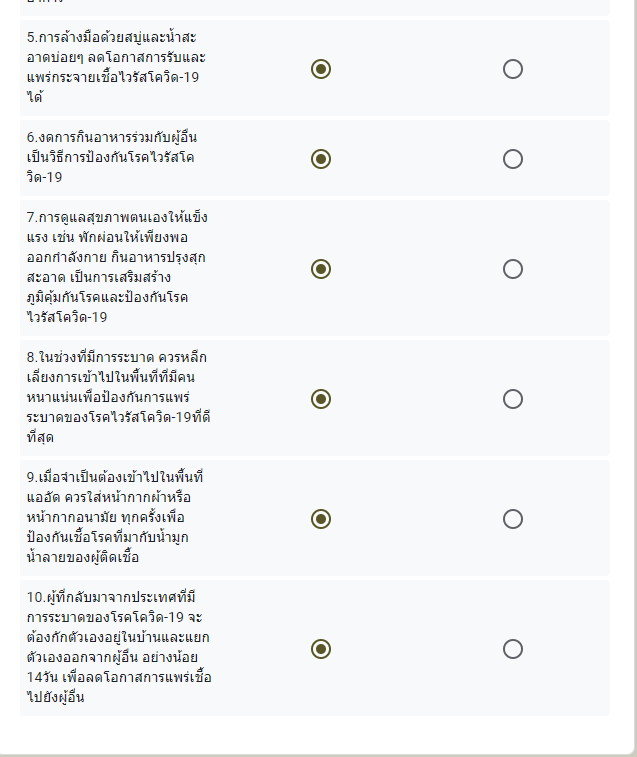 5.การล้างมือด้วยสบู่และน้ำสะ
อาดบ่อยๆ ลดโอกาสการรับและ
แพร่กระจายเชื้อไวรัสโควิด-19
ได้
6.งดการกินอาหารร่วมกับผู้อื่น
เป็นวิธีการป้องกันโรคไวรัสโค
วิด-19
7.การดูแลสุขภาพตนเองให้แข็ง
แรง เช่น พักผ่อนให้เพียงพอ
ออกกำลังกาย กินอาหารปรุงสุก
สะอาด เป็นการเสริมสร้าง
ภูมิคุ้มกันโรคและป้องกันโรค
ไวรัสโควิด-19
8.ในช่วงที่มีการระบาด ควรหลีก
เลี่ยงการเข้าไปในพื้นที่ที่มีคน
หนาแน่นเพื่อป้องกันการแพร่
ระบาดของโรคไวรัสโควิด-19ที่ดี
ที่สุด
9.เมื่อจำเป็นต้องเข้าไปในพื้นที่
แออัด ควรใส่หน้ากากผ้าหรือ
หน้ากากอนามัย ทุกครั้งเพื่อ
ป้องกันเชื้อโรคที่มากับน้ำมูก
น้ำลายของผู้ติดเชื้อ
10.ผู้ที่กลับมาจากประเทศที่มี
การระบาดของโรคโควิด-19 จะ
ต้องกักตัวเองอยู่ในบ้านและแยก
ตัวเองออกจากผู้อื่น อย่างน้อย
14วัน เพื่อลดโอกาสการแพร่เชื้อ
ไปยังผู้อื่น